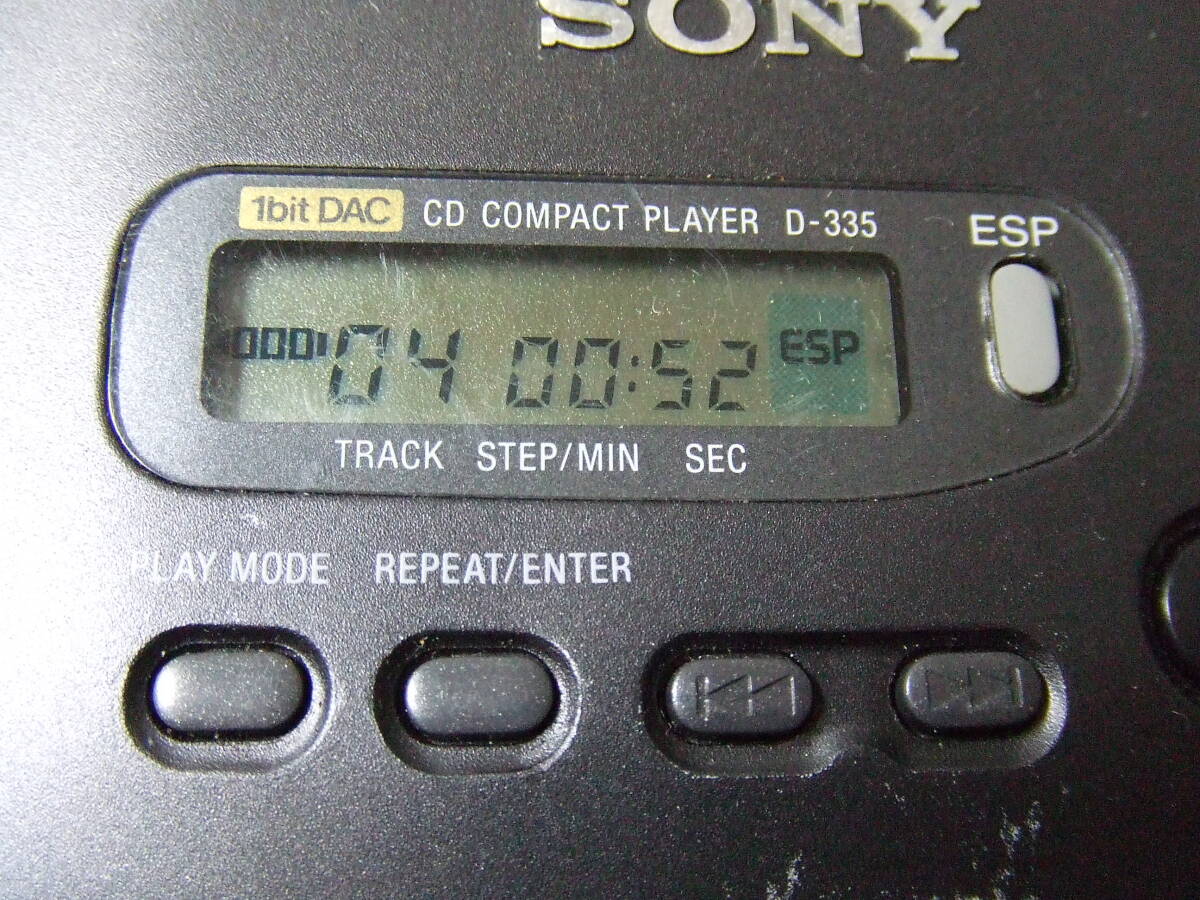 SONY
1bit DAC CD COMPACT PLAYER D-335
ESP
04 00:52 ESP
TRACK STEP/MIN SEC
PLAY MODE REPEAT/ENTER